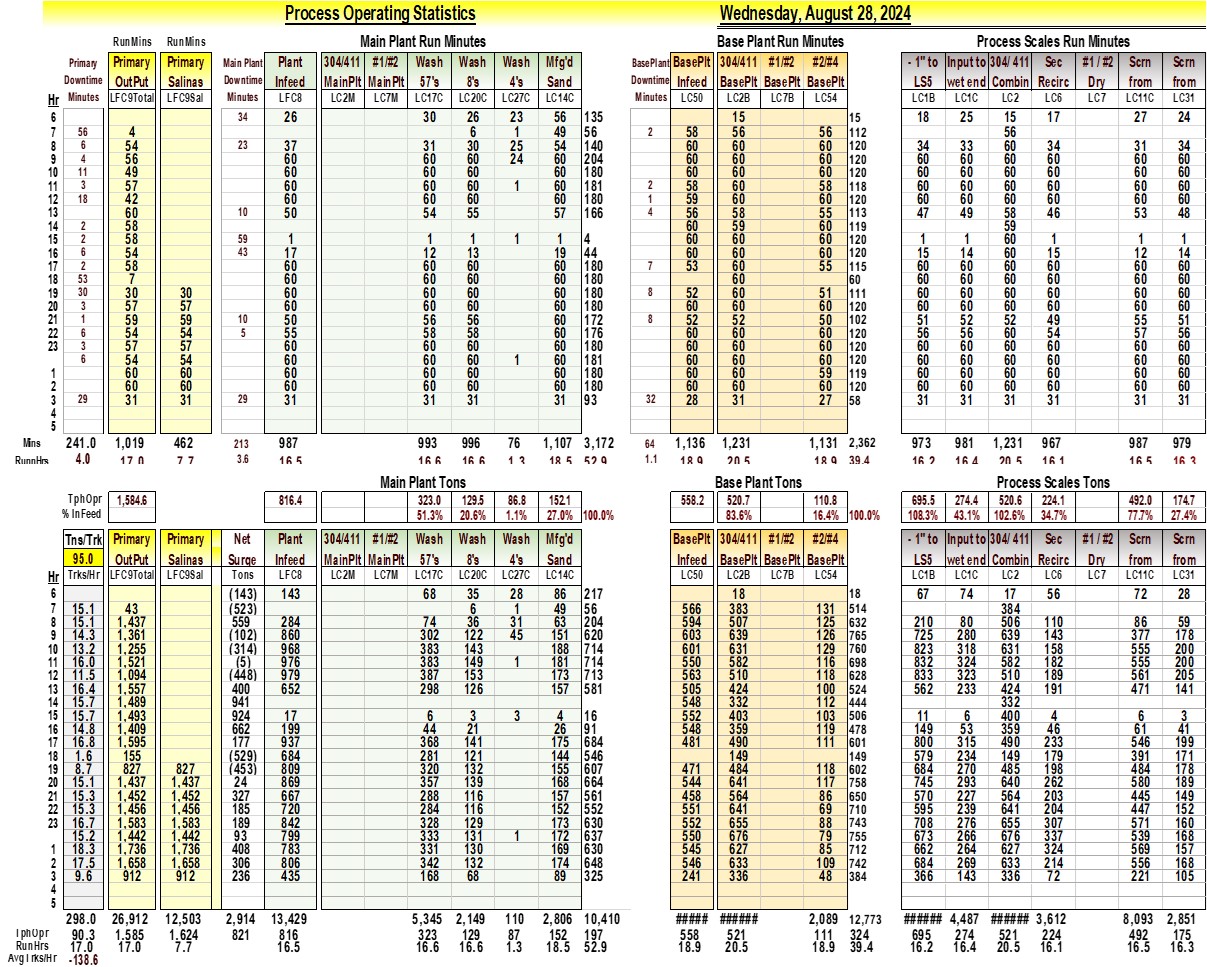 Process Operating Statistics Wednesday, August 28, 2024
RunMins RunMins Main Plant Run Minutes Base Plant Run Minutes Process Scales Run Minutes
Primary Primary Primary Main Plant Plant 304/411 #1/#2 Wash Wash Wash Mfg'd BasePlant BasePlt 304/411 #1/#2 #2/#4 - 1" to Input to 304/ 411 Sec #1 / #2 Scrn Scrn
Downtime OutPut Salinas Downtime Infeed MainPlt MainPlt 57's 8's 4's Sand Downtime Infeed BasePlt BasePlt BasePlt LS5 wet end Combin Recirc Dry from from
Hr Minutes LFC9Total LFC9Sal Minutes LFC8 LC2M LC7M LC17C LC20C LC27C LC14C Minutes LC50 LC2B LC7B LC54 LC1B LC1C LC2 LC6 LC7 LC11C LC31
6 34 26 30 26 23 56 135 15 15 18 25 15 17 27 24
7 56 4 6 1 49 56 2 58 56 56 112 56
8 6 54 23 37 31 30 25 54 140 60 60 60 120 34 33 60 34 31 34
9 4 56 60 60 60 24 60 204 60 60 60 120 60 60 60 60 60 60
10 11 49 60 60 60 60 180 60 60 60 120 60 60 60 60 60 60
11 3 57 60 60 60 1 60 181 2 58 60 58 118 60 60 60 60 60 60
12 18 42 60 60 60 60 180 1 59 60 60 120 60 60 60 60 60 60
13 60 10 50 54 55 57 166 4 56 58 55 113 47 49 58 46 53 48
14 2 58 60 59 60 119 59
15 2 58 59 1 1 1 1 1 4 60 60 60 120 1 1 60 1 1 1
16 6 54 43 17 12 13 19 44 60 60 60 120 15 14 60 15 12 14
17 2 58 60 60 60 60 180 7 53 60 55 115 60 60 60 60 60 60
18 53 7 60 60 60 60 180 60 60 60 60 60 60 60 60
19 30 30 30 60 60 60 60 180 8 52 60 51 111 60 60 60 60 60 60
20 3 57 57 60 60 60 60 180 60 60 60 120 60 60 60 60 60 60
21 1 59 59 10 50 56 56 60 172 8 52 52 50 102 51 52 52 49 55 51
22 6 54 54 5 55 58 58 60 176 60 60 60 120 56 56 60 54 57 56
23 3 57 57 60 60 60 60 180 60 60 60 120 60 60 60 60 60 60
6 54 54 60 60 60 1 60 181 60 60 60 120 60 60 60 60 60 60
1 60 60 60 60 60 60 180 60 60 59 119 60 60 60 60 60 60
2 60 60 60 60 60 60 180 60 60 60 120 60 60 60 60 60 60
3 29 31 31 29 31 31 31 31 93 32 28 31 27 58 31 31 31 31 31 31
4
5
Mins 241.0 1,019 462 213 987 993 996 76 1,107 3,172 64 1,136 1,231 1,131 2,362 973 981 1,231 967 987 979
RunnHrs 4.0 17.0 7.7 3.6 16.5 16.6 16.6 1.3 18.5 52.9 1.1 18.9 20.5 18.9 39.4 16.2 16.4 20.5 16.1 16.5 16.3
Main Plant Tons Base Plant Tons Process Scales Tons
TphOpr 1,584.6 816.4 323.0 129.5 86.8 152.1 558.2 520.7 110.8 695.5 274.4 520.6 224.1 492.0 174.7
% InFeed 51.3% 20.6% 1.1% 27.0% 100.0% 83.6% 16.4% 100.0% 108.3% 43.1% 102.6% 34.7% 77.7% 27.4%
Tns/Trk Primary Primary Net Plant 304/411 #1/#2 Wash Wash Wash Mfg'd BasePlt 304/411 #1/#2 #2/#4 - 1" to Input to 304/ 411 Sec #1 / #2 Scrn Scrn
95.0 OutPut Salinas Surge Infeed MainPlt MainPlt 57's 8's 4's Sand Infeed BasePlt BasePlt BasePlt LS5 wet end Combin Recirc Dry from from
Hr Trks/Hr LFC9Total LFC9Sal Tons LFC8 LC2M LC7M LC17C LC20C LC27C LC14C LC50 LC2B LC7B LC54 LC1B LC1C LC2 LC6 LC7 LC11C LC31
6 (143) 143 68 35 28 86 217 18 18 67 74 17 56 72 28
7 15.1 43 (523) 6 1 49 56 566 383 131 514 384
8 15.1 1,437 559 284 74 36 31 63 204 594 507 125 632 210 80 506 110 86 59
9 14.3 1,361 (102) 860 302 122 45 151 620 603 639 126 765 725 280 639 143 377 178
10 13.2 1,255 (314) 968 383 143 188 714 601 631 129 760 823 318 631 158 555 200
11 16.0 1,521 (5) 976 383 149 1 181 714 550 582 116 698 832 324 582 182 555 200
12 11.5 1,094 (448) 979 387 153 173 713 563 510 118 628 833 323 510 189 561 205
13 16.4 1,557 400 652 298 126 157 581 505 424 100 524 562 233 424 191 471 141
14 15.7 1,489 941 548 332 112 444 332
15 15.7 1,493 924 17 6 3 3 4 16 552 403 103 506 11 6 400 4 6 3
16 14.8 1,409 662 199 44 21 26 91 548 359 119 478 149 53 359 46 61 41
17 16.8 1,595 177 937 368 141 175 684 481 490 111 601 800 315 490 233 546 199
18 1.6 155 (529) 684 281 121 144 546 149 149 579 234 149 179 391 171
19 8.7 827 827 (453) 809 320 132 155 607 471 484 118 602 684 270 485 198 484 178
20 15.1 1,437 1,437 24 869 357 139 168 664 544 641 117 758 745 293 640 262 580 189
21 15.3 1,452 1,452 327 667 288 116 157 561 458 564 86 650 570 227 564 203 445 149
22 15.3 1,456 1,456 185 720 284 116 152 552 551 641 69 710 595 239 641 204 447 152
23 16.7 1,583 1,583 189 842 328 129 173 630 552 655 88 743 708 276 655 307 571 160
15.2 1,442 1,442 93 799 333 131 1 172 637 550 676 79 755 673 266 676 337 539 168
1 18.3 1,736 1,736 408 783 331 130 169 630 545 627 85 712 662 264 627 324 569 157
2 17.5 1,658 1,658 306 806 342 132 174 648 546 633 109 742 684 269 633 214 556 168
3 9.6 912 912 236 435 168 68 89 325 241 336 48 384 366 143 336 72 221 105
4
5
298.0 26,912 12,503 2,914 13,429 5,345 2,149 110 2,806 10,410 ##### ###### 2,089 12,773 ###### 4,487 ###### 3,612 8,093 2,851
TphOpr 90.3 1,585 1,624 821 816 323 129 87 152 197 558 521 111 324 695 274 521 224 492 175
RunHrs 17.0 17.0 7.7 16.5 16.6 16.6 1.3 18.5 52.9 18.9 20.5 18.9 39.4 16.2 16.4 20.5 16.1 16.5 16.3
AvgTrks/Hr -138.6